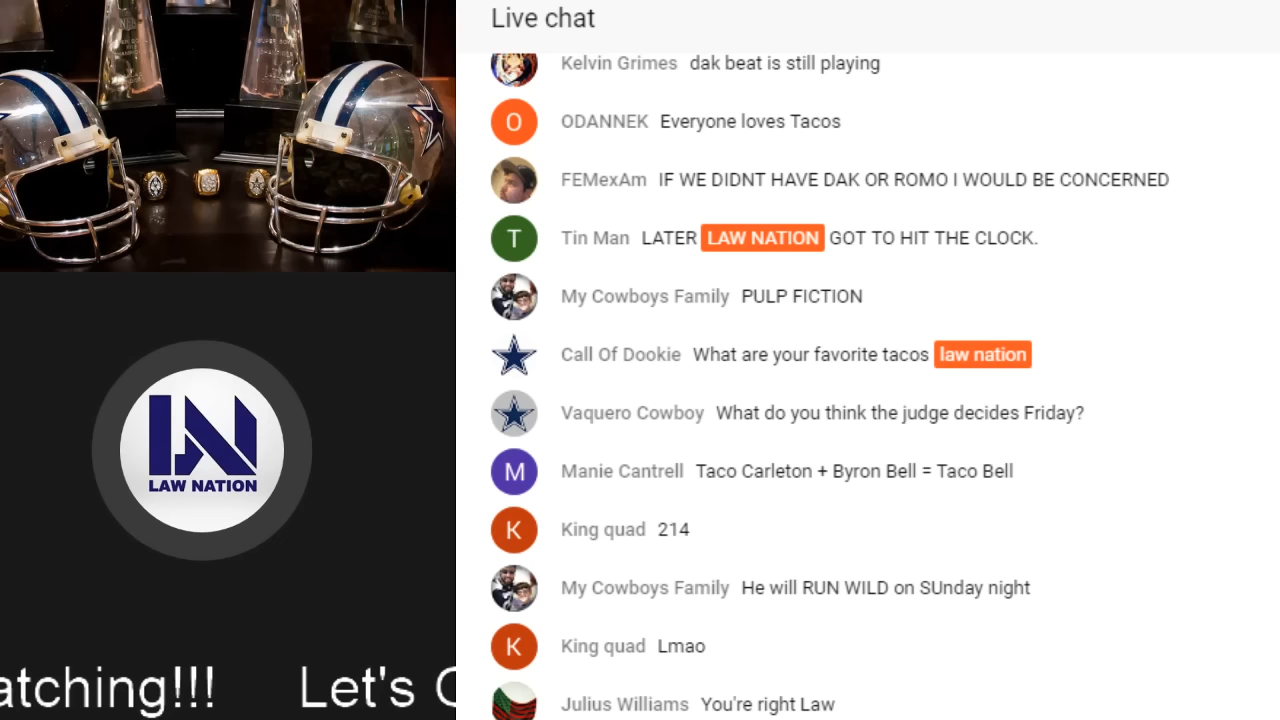 Live chat
Kelvin Grimes dak beat is still playing
O ODANNEK Everyone loves Tacos
FEMexAm IF WE DIDNT HAVE DAK OR ROMO I WOULD BE CONCERNED
T Tin Man LATER LAW NATION GOT TO HIT THE CLOCK.
My Cowboys Family PULP FICTION
Call Of Dookie What are your favorite tacos law nation
Vaquero Cowboy What do you think the judge decides Friday?
M Manie Cantrell Taco Carleton + Byron Bell = Taco Bell
K King quad 214
My Cowboys Family He will RUN WILD on SUnday night
K King quad Lmao
Julius Williams You're right Law
LN
LAW NATION
atching!!! Let's